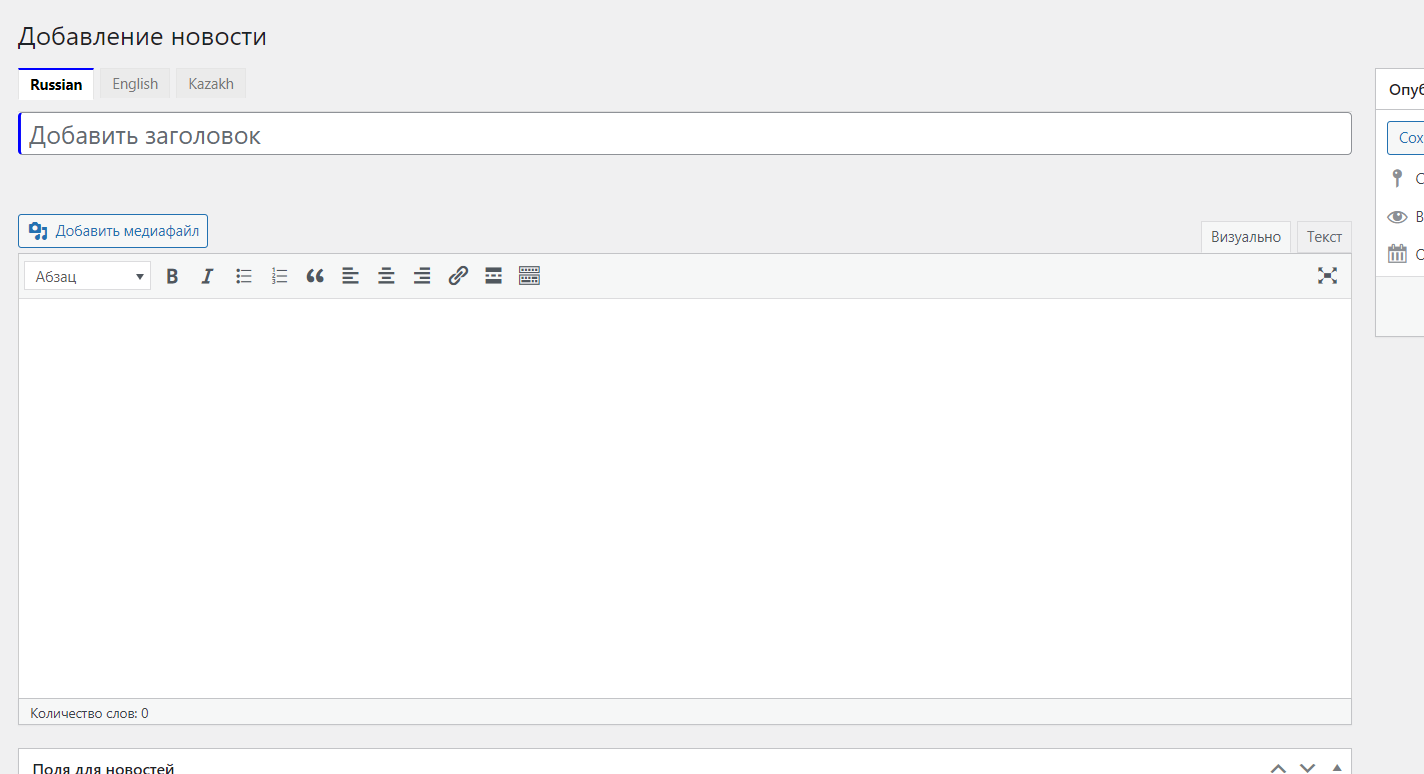 Добавление новости
Russian English Kazakh
Добавить заголовок
Добавить медиафайл
Визуально Текст
Абзац
Количество слов: 0
Поля для новостей